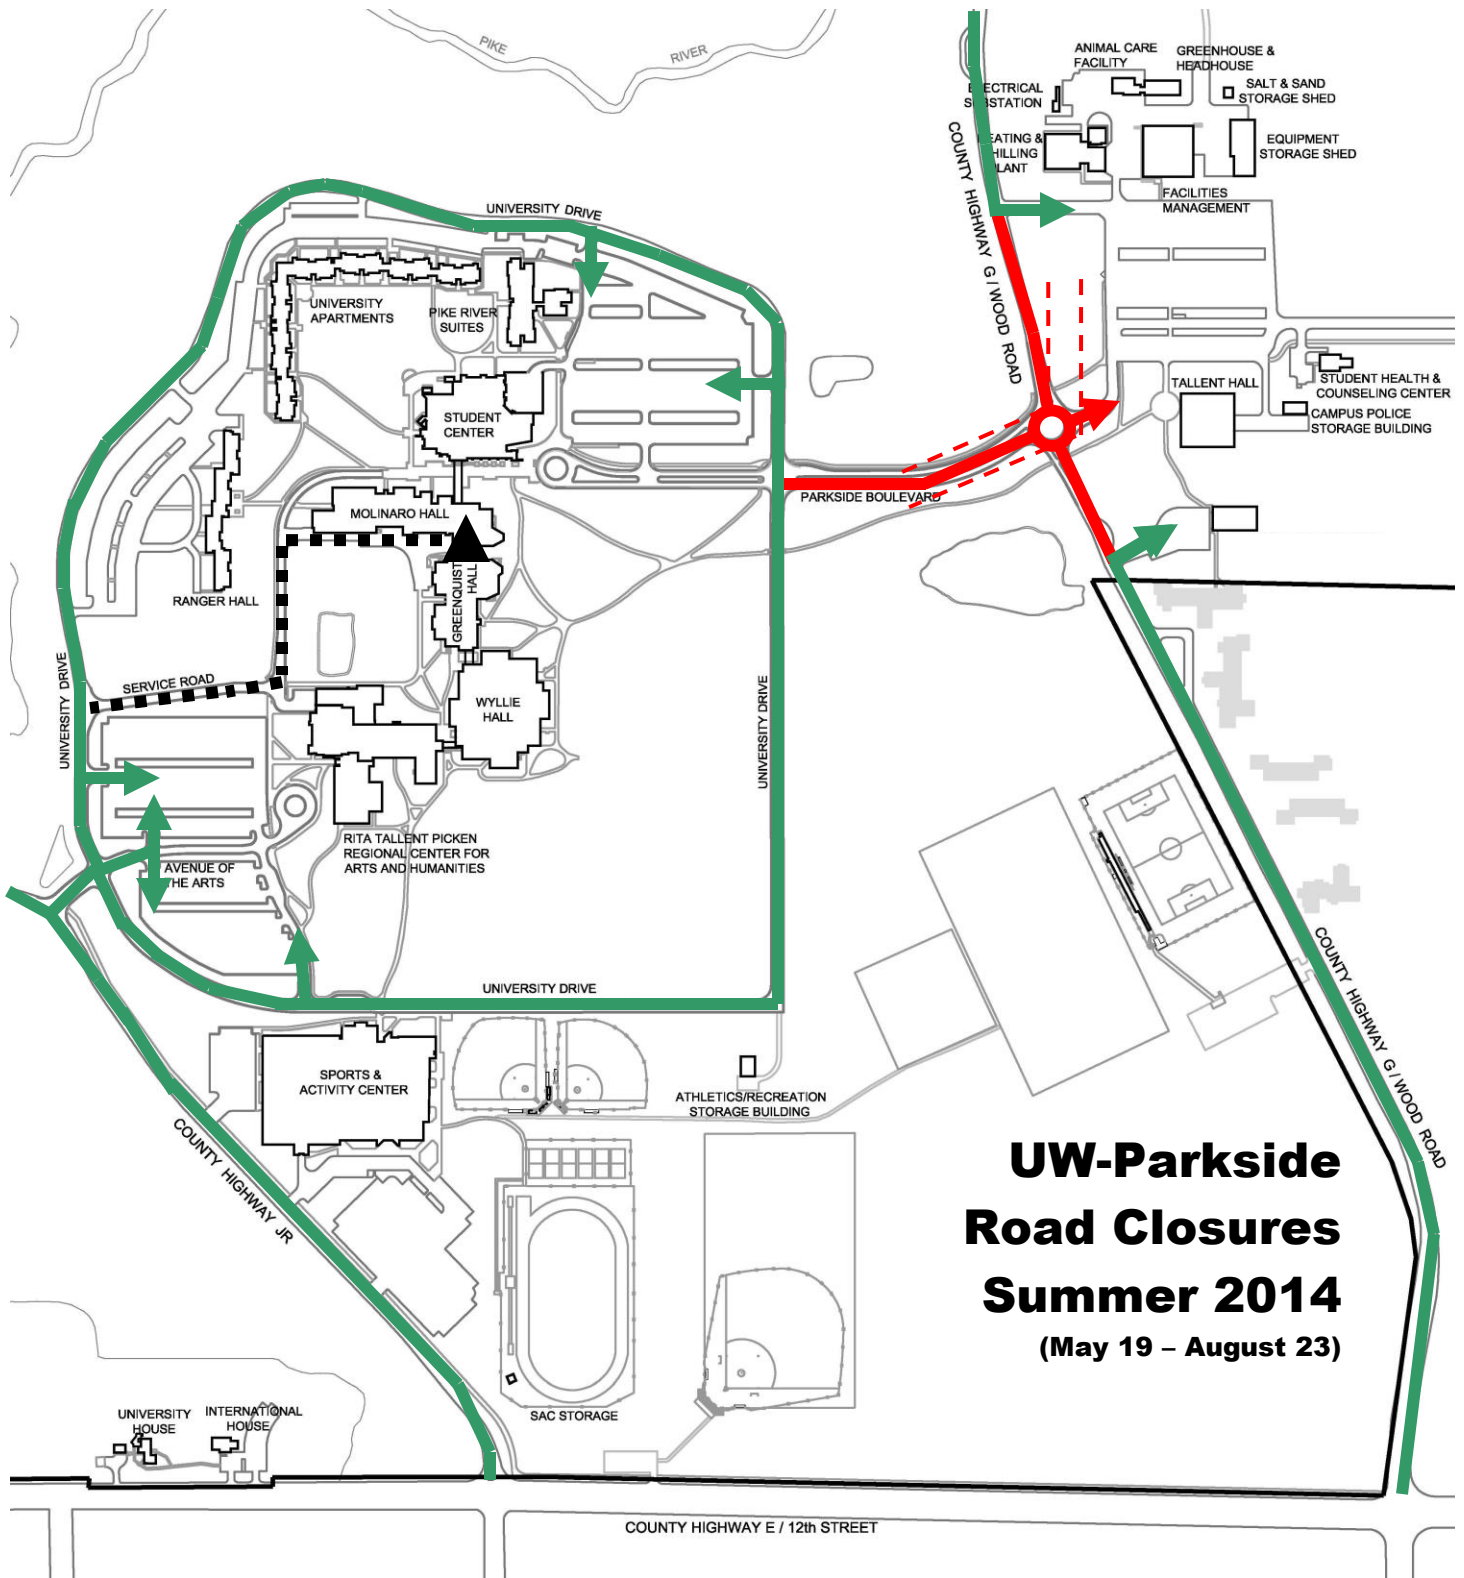 PIKE
RIVER
ANIMAL CARE
FACILITY
GREENHOUSE &
HEADHOUSE
SALT & SAND
STORAGE SHED
EQUIPMENT
STORAGE SHED
FACILITIES
MANAGEMENT
COUNTY HIGHWAY G / WOOD ROAD
UNIVERSITY DRIVE
UNIVERSITY
APARTMENTS
PIKE RIVER
SUITES
STUDENT
CENTER
TALLENT HALL
STUDENT HEALTH &
COUNSELING CENTER
CAMPUS POLICE
STORAGE BUILDING
PARKSIDE BOULEVARD
MOLINARO HALL
GREENQUIST
HALL
RANGER HALL
SERVICE ROAD
UNIVERSITY DRIVE
WYLLIE
HALL
UNIVERSITY DRIVE
RITA TALLENT PICKEN
REGIONAL CENTER FOR
ARTS AND HUMANITIES
AVENUE OF
THE ARTS
UNIVERSITY DRIVE
COUNTY HIGHWAY G / WOOD ROAD
SPORTS &
ACTIVITY CENTER
ATHLETICS/RECREATION
STORAGE BUILDING
COUNTY HIGHWAY JR
UW-Parkside
Road Closures
Summer 2014
(May 19 – August 23)
SAC STORAGE
UNIVERSITY
HOUSE
INTERNATIONAL
HOUSE
COUNTY HIGHWAY E / 12th STREET